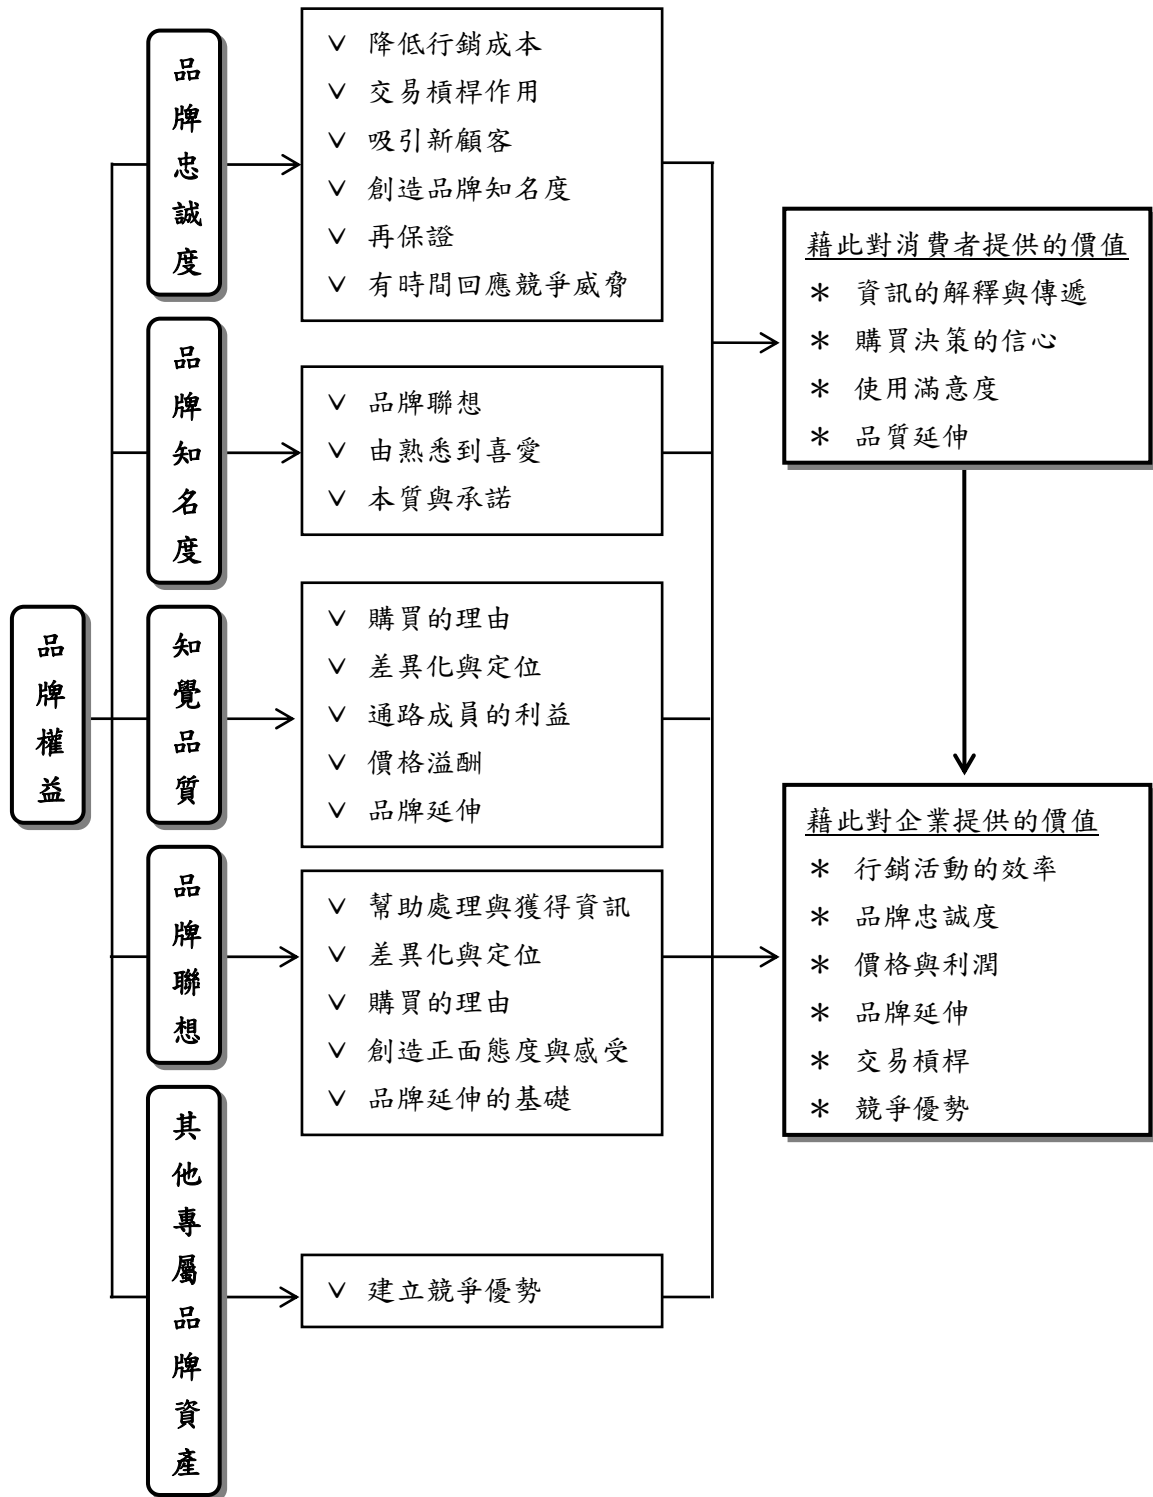 品牌權益
品牌忠誠度
降低行銷成本
交易槓桿作用
吸引新顧客
創造品牌知名度
再保證
有時間回應競爭威脅
品牌知名度
品牌聯想
由熟悉到喜愛
本質與承諾
知覺品質
購買的理由
差異化與定位
通路成員的利益
價格溢酬
品牌延伸
品牌聯想
幫助處理與獲得資訊
差異化與定位
購買的理由
創造正面態度與感受
品牌延伸的基礎
其他專屬品牌資產
建立競爭優勢
藉此對消費者提供的價值
＊ 資訊的解釋與傳遞
＊ 購買決策的信心
＊ 使用滿意度
＊ 品質延伸
藉此對企業提供的價值
＊ 行銷活動的效率
＊ 品牌忠誠度
＊ 價格與利潤
＊ 品牌延伸
＊ 交易槓桿
＊ 競爭優勢